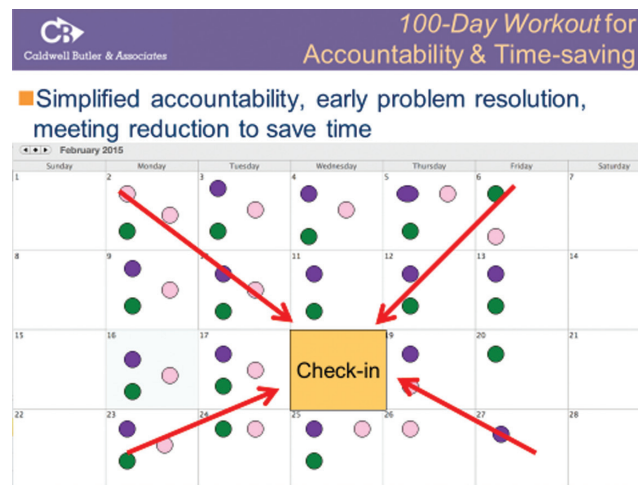 100-Day Workout for
CB
Caldwell Butler & Associates
Accountability & Time-saving
Simplified accountability, early problem resolution,
meeting reduction to save time
February 2015
Sunday Monday Tuesday Wednesday Thursday Friday Saturday
1 2 3 4 5 6 7
8 9 11 12 13 14
15 16 17 19 20 21
Check-in
22 23 24 25 26 27 28